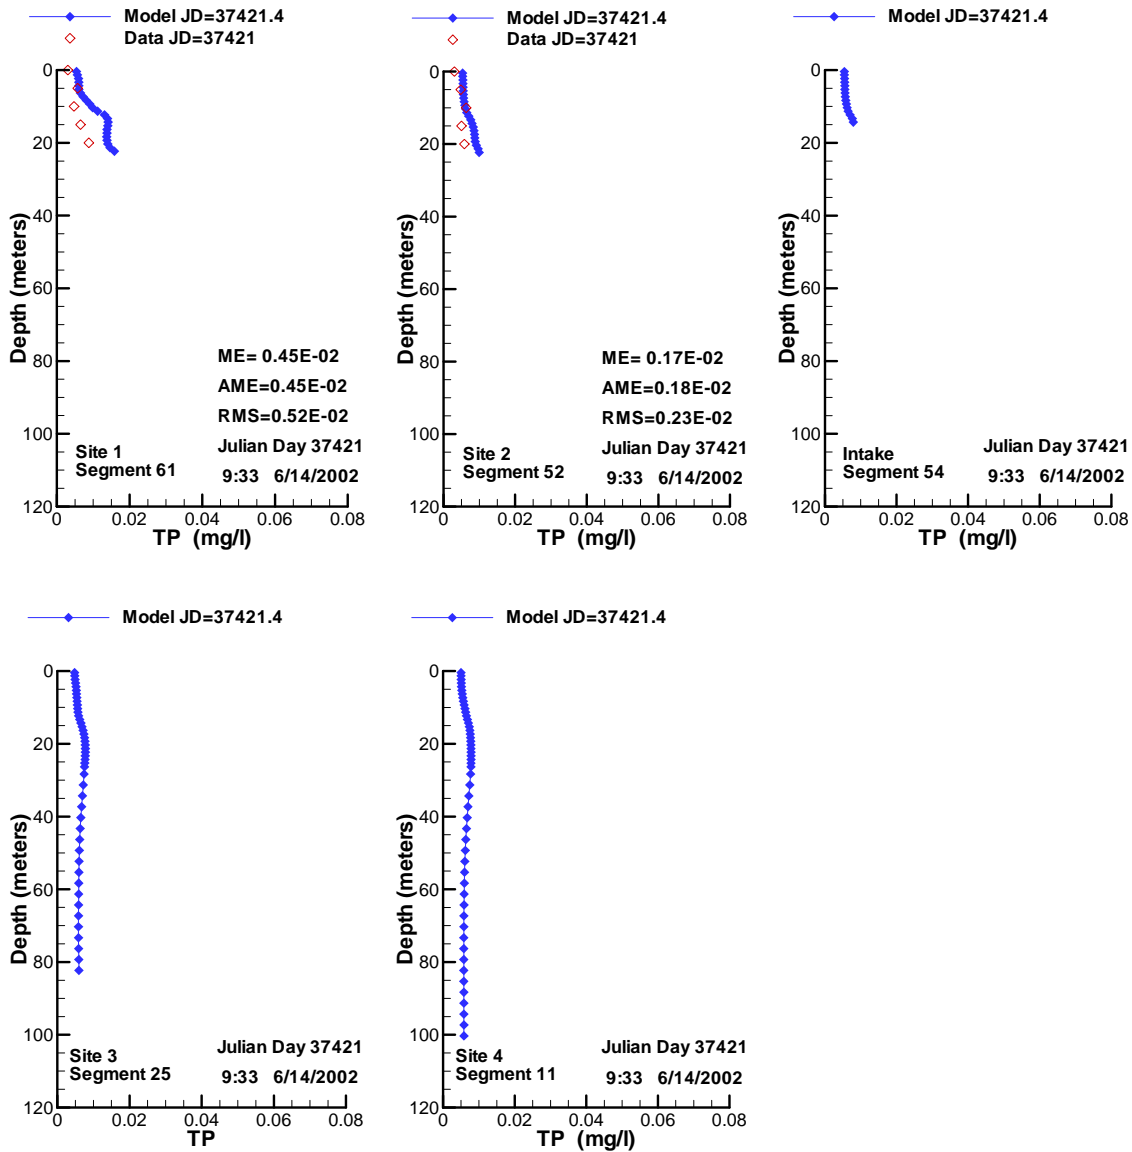 Model JD=37421.4
Data JD=37421
0
20
40
60
80
100
120
Depth (meters)
ME= 0.45E-02
AME=0.45E-02
RMS=0.52E-02
Site 1
Segment 61
Julian Day 37421
9:33 6/14/2002
0 0.02 0.04 0.06 0.08
TP (mg/l)
Model JD=37421.4
Data JD=37421
0
20
40
60
80
100
120
Depth (meters)
ME= 0.17E-02
AME=0.18E-02
RMS=0.23E-02
Site 2
Segment 52
Julian Day 37421
9:33 6/14/2002
0 0.02 0.04 0.06 0.08
TP (mg/l)
Model JD=37421.4
0
20
40
60
80
100
120
Depth (meters)
Intake
Segment 54
Julian Day 37421
9:33 6/14/2002
0 0.02 0.04 0.06 0.08
TP (mg/l)
Model JD=37421.4
0
20
40
60
80
100
120
Depth (meters)
Site 3
Segment 25
Julian Day 37421
9:33 6/14/2002
0 0.02 0.04 0.06 0.08
TP
Model JD=37421.4
0
20
40
60
80
100
120
Depth (meters)
Site 4
Segment 11
Julian Day 37421
9:33 6/14/2002
0 0.02 0.04 0.06 0.08
TP (mg/l)